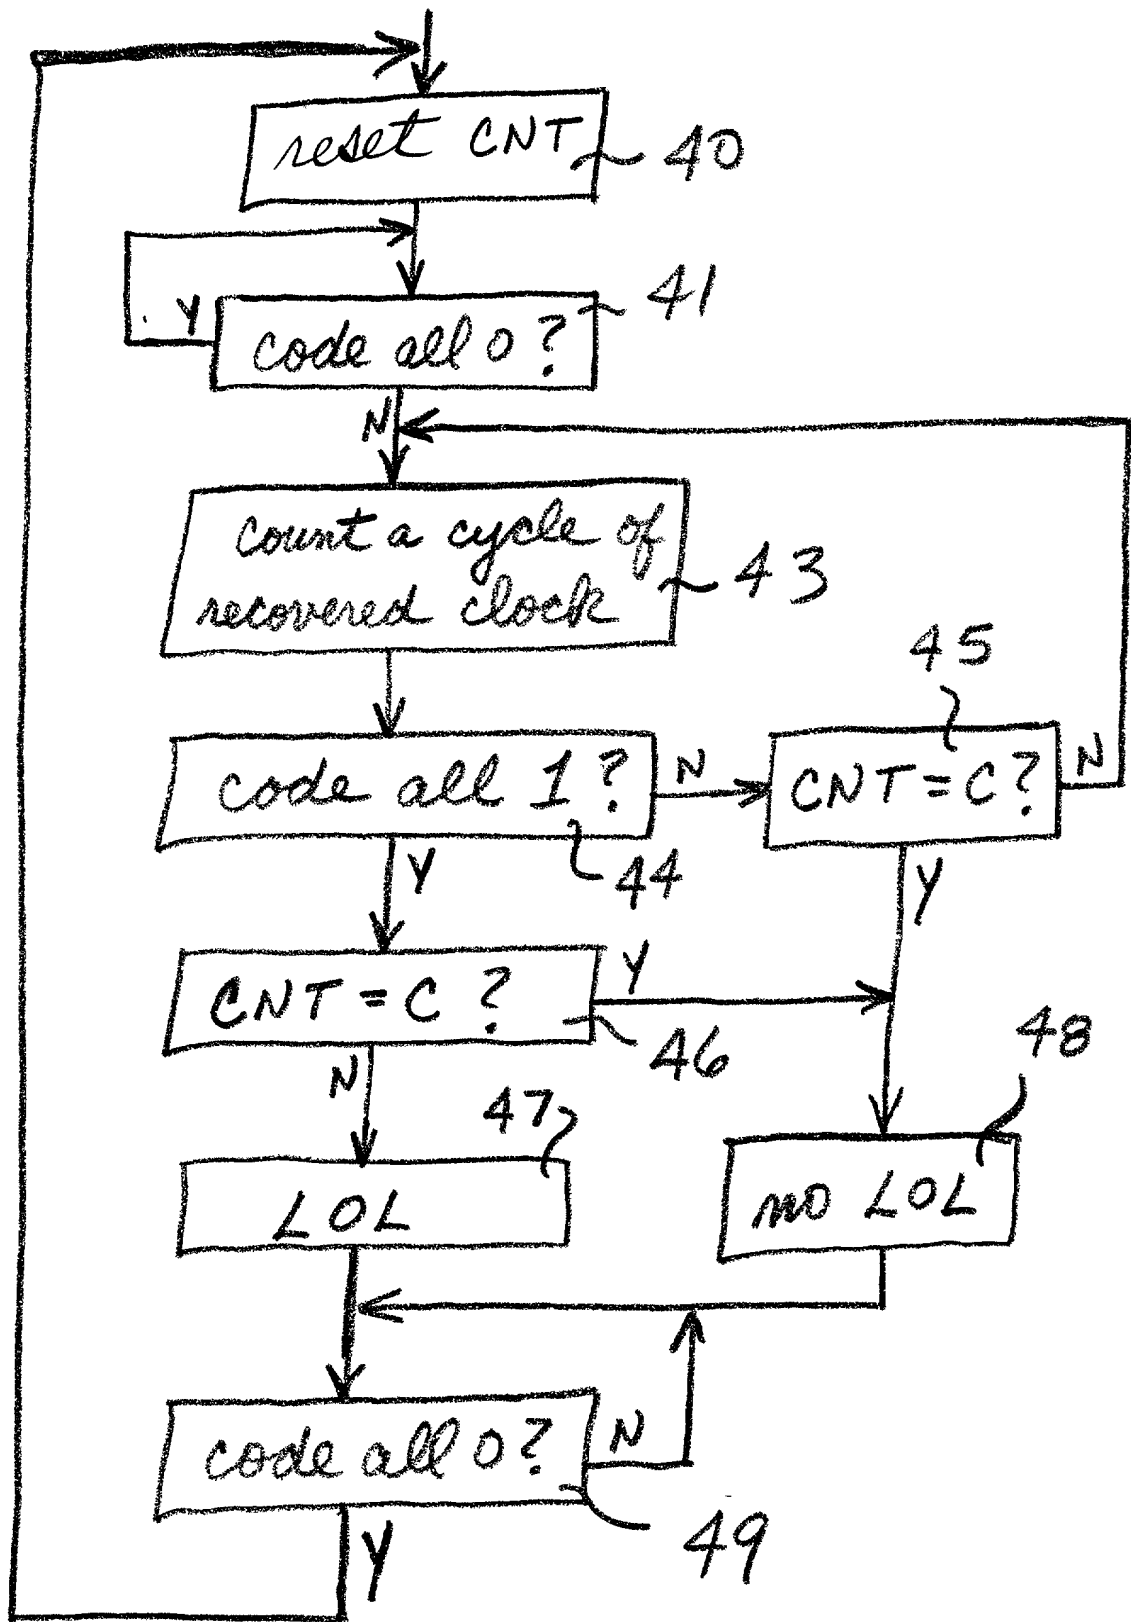 reset CNT
40
41
Y
code all 0?
N
count a cycle of
recovered clock
43
45
code all 1?
N
CNT = C?
N
Y
44
Y
CNT = C ?
Y
46
48
N
47
LOL
no LOL
code all 0?
N
49
Y